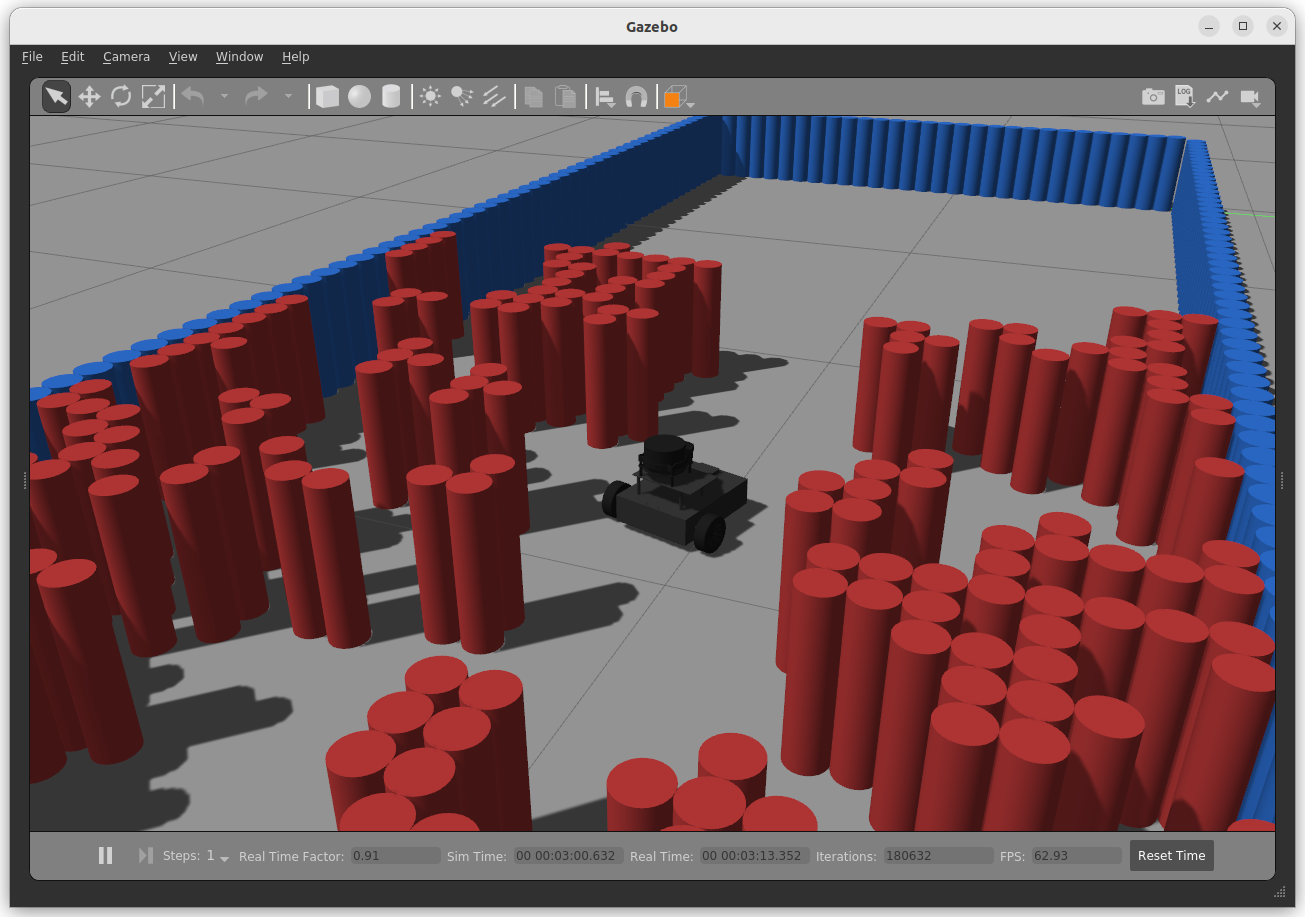 Gazebo
File Edit Camera View Window Help
LOG
Steps: 1 Real Time Factor: 0.91 Sim Time: 00 00:03:00.632 Real Time: 00 00:03:13.352 Iterations: 180632 FPS: 62.93 Reset Time